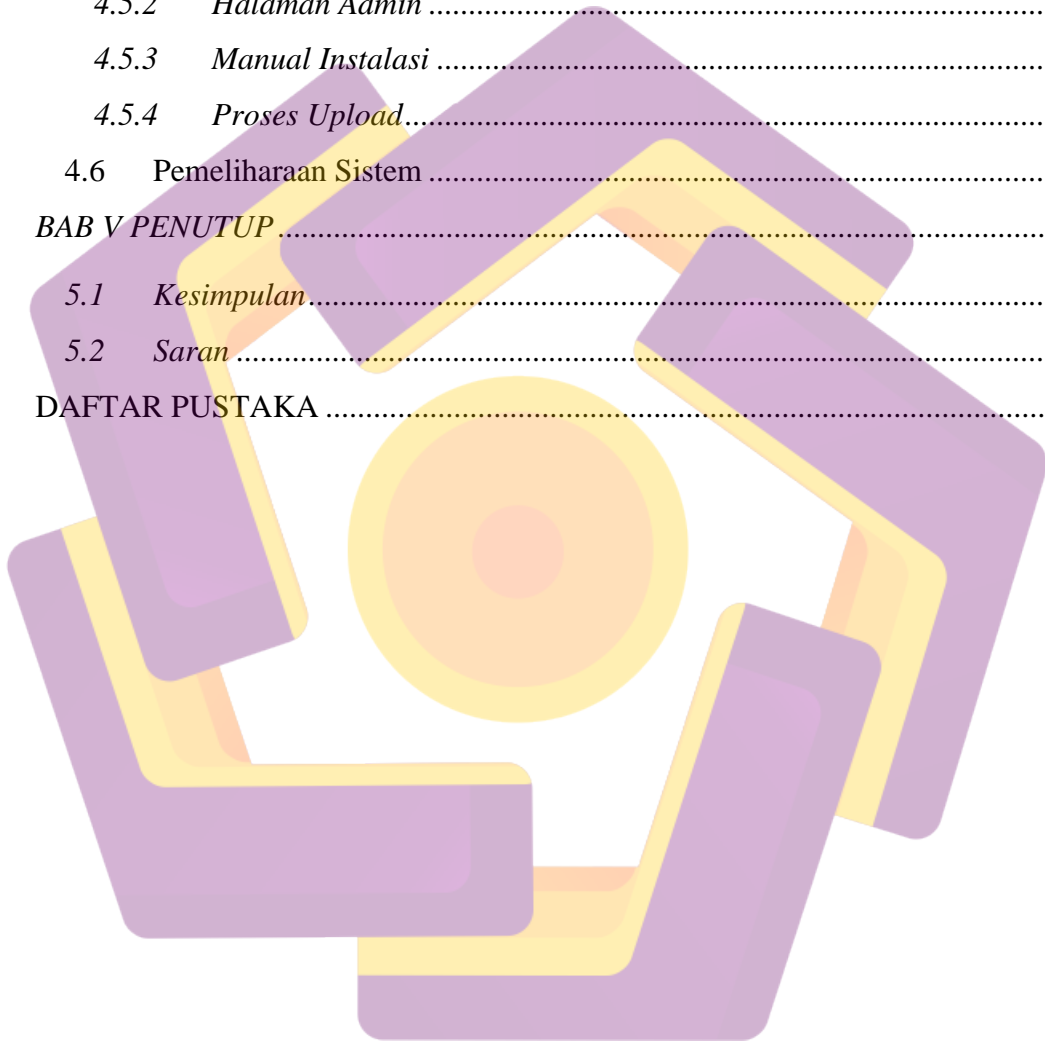 4.5.2 Halaman Admin ................................................................................
4.5.3 Manual Instalasi ...............................................................................
4.5.4 Proses Upload...................................................................................
4.6 Pemeliharaan Sistem ................................................................................
BAB V PENUTUP ....................................................................................................
5.1 Kesimpulan................................................................................................
5.2 Saran .........................................................................................................
DAFTAR PUSTAKA ..............................................................................................